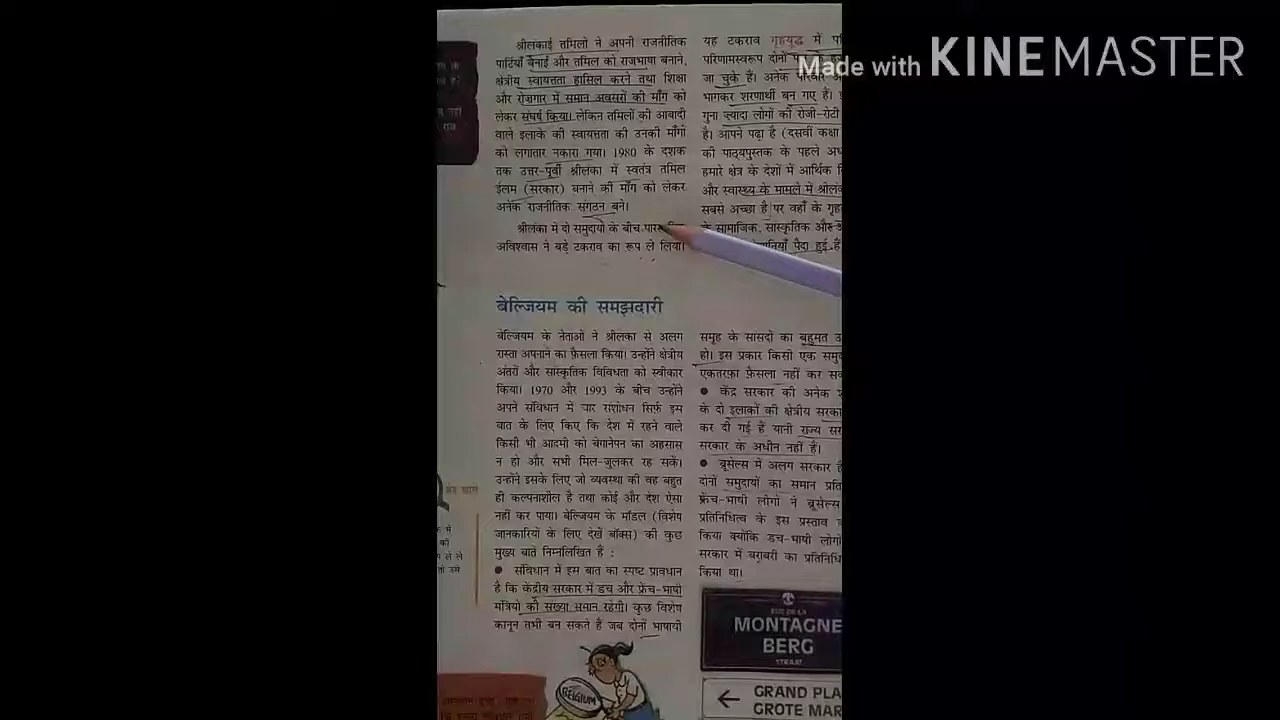 Made with KINEMASTER
श्रीलंकाई तमिलों ने अपनी राजनीतिक
पार्टियाँ बनाई और तमिल को राजभाषा बनाने,
क्षेत्रीय स्वायत्तता हासिल करने तथा शिक्षा
और रोज़गार में समान अवसरों की माँग को
लेकर संघर्ष किया। लेकिन तमिलों की आबादी
वाले इलाके की स्वायत्तता की उनकी माँगों
को लगातार नकारा गया। 1980 के दशक
तक उत्तर-पूर्वी श्रीलंका में स्वतंत्र तमिल
ईलम (सरकार) बनाने की माँग को लेकर
अनेक राजनीतिक संगठन बने।
श्रीलंका में दो समुदायों के बीच
अविश्वास ने बड़े टकराव का रूप ले लिया।
यह टकराव गृहयुद्ध में
परिणामस्वरूप दोनों
जा चुके हैं। अनेक परिवार
भागकर शरणार्थी बन गए हैं।
गुना ज्यादा लोगों की रोजी-रोटी
है। आपने पढ़ा है (दसवीं कक्षा
की पाठ्यपुस्तक के पहले
हमारे क्षेत्र के देशों में आर्थिक
और स्वास्थ्य के मामले में
सबसे अच्छा है पर वहाँ के
के सामाजिक, सांस्कृतिक और
पैदा हुई हैं
बेल्जियम की समझदारी
बेल्जियम के नेताओं ने श्रीलंका से अलग
रास्ता अपनाने का फ़ैसला किया। उन्होंने क्षेत्रीय
अंतरों और सांस्कृतिक विविधता को स्वीकार
किया। 1970 और 1993 के बीच उन्होंने
अपने संविधान में चार संशोधन सिर्फ़ इस
बात के लिए किए कि देश में रहने वाले
किसी भी आदमी को बेगानेपन का अहसास
न हो और सभी मिल-जुलकर रह सकें।
उन्होंने इसके लिए जो व्यवस्था की वह बहुत
ही कल्पनाशील है तथा कोई और देश ऐसा
नहीं कर पाया। बेल्जियम के मॉडल (विशेष
जानकारियों के लिए देखें बॉक्स) की कुछ
मुख्य बातें निम्नलिखित हैं :
● संविधान में इस बात का स्पष्ट प्रावधान
है कि केंद्रीय सरकार में डच और फ्रेंच-भाषी
मंत्रियों की संख्या समान रहेगी। कुछ विशेष
कानून तभी बन सकते हैं जब दोनों भाषायी
समूह के सांसदों का बहुमत
हो। इस प्रकार किसी एक
एकतरफ़ा फ़ैसला नहीं कर
● केंद्र सरकार की अनेक
के दो इलाकों की क्षेत्रीय
कर दी गई हैं यानी राज्य
सरकार के अधीन नहीं हैं।
● ब्रूसेल्स में अलग सरकार
दोनों समुदायों का समान
फ्रेंच-भाषी लोगों ने ब्रूसेल्स
प्रतिनिधित्व के इस प्रस्ताव
किया क्योंकि डच-भाषी
सरकार में बराबरी का
किया था।
RUE DE LA
MONTAGNE
BERG
STRAAT
← GRAND PLA
GROTE MAR
BELGIUM